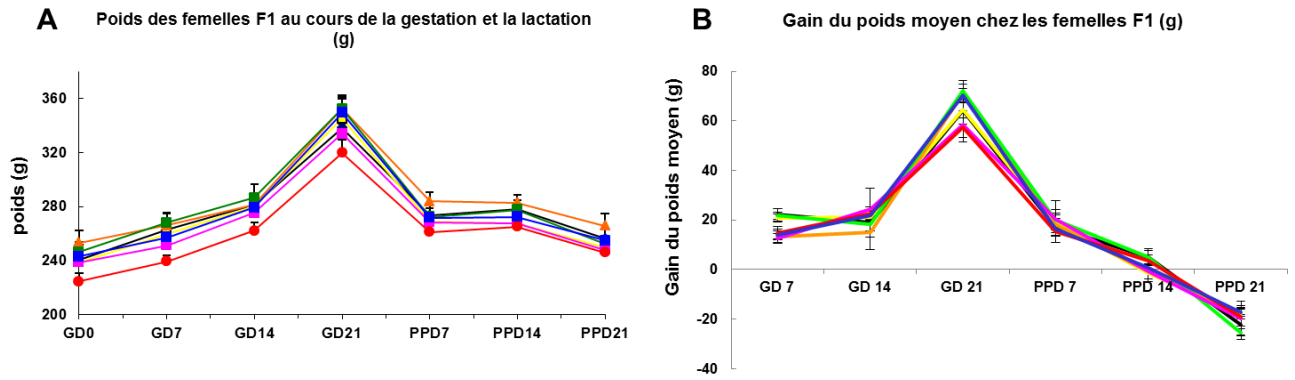 A
Poids des femelles F1 au cours de la gestation et la lactation
(g)
poids (g)
360
320
280
240
200
GD0 GD7 GD14 GD21 PPD7 PPD14 PPD21
B
Gain du poids moyen chez les femelles F1 (g)
Gain du poids moyen (g)
80
60
40
20
0
-20
-40
GD 7 GD 14 GD 21 PPD 7 PPD 14 PPD 21